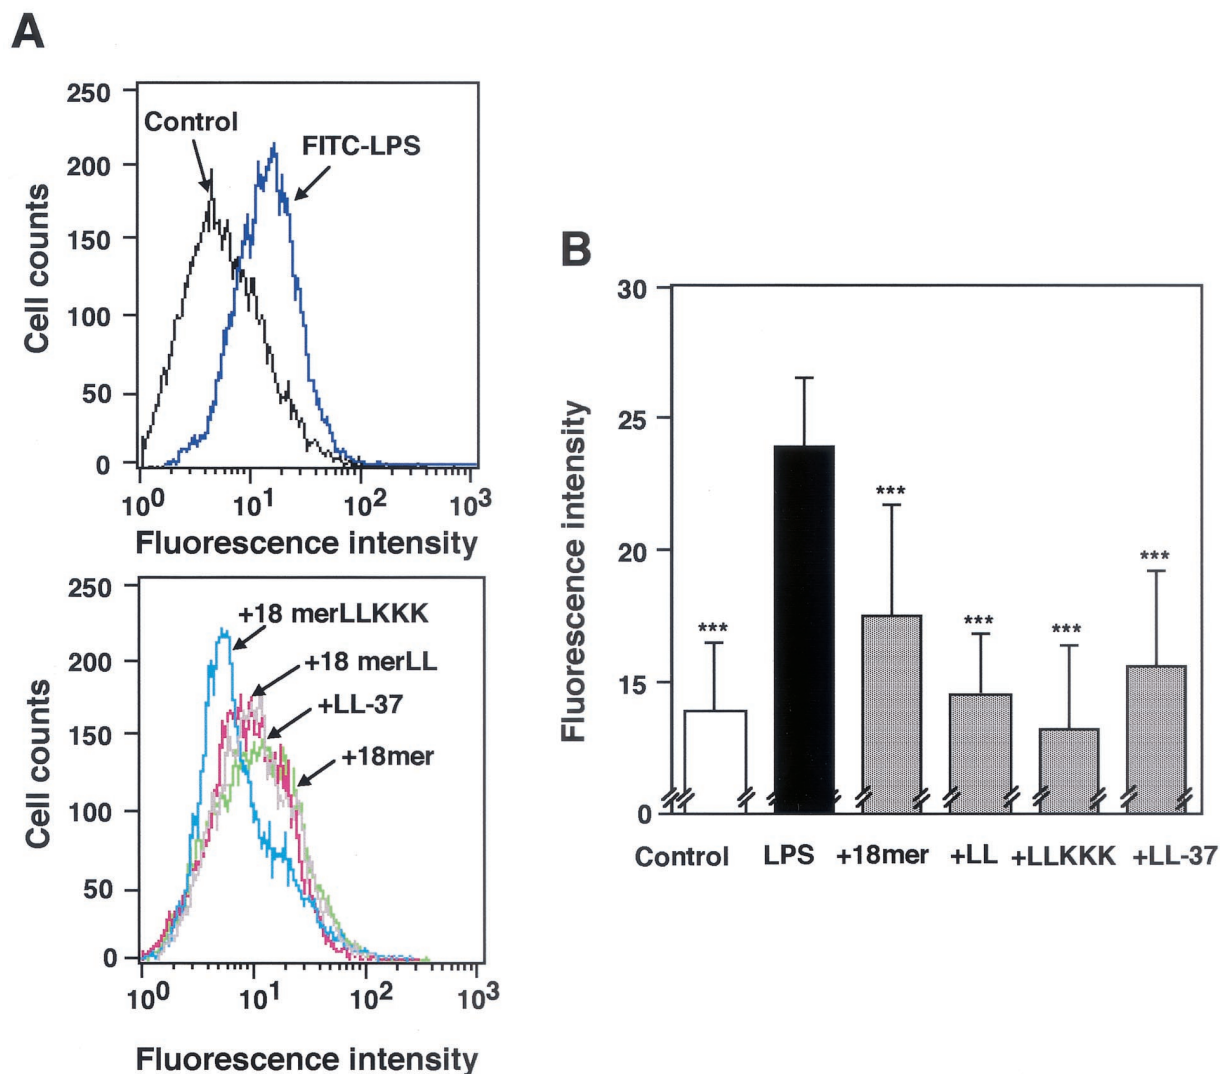 A
250
200
150
100
50
0
Cell counts
Control
FITC-LPS
10^0 10^1 10^2 10^3
Fluorescence intensity
250
200
150
100
50
0
Cell counts
+18 merLLKKK
+18 merLL
+LL-37
+18mer
10^0 10^1 10^2 10^3
Fluorescence intensity
B
30
25
20
15
0
Fluorescence intensity
*** *** *** *** ***
Control LPS +18mer +LL +LLKKK +LL-37